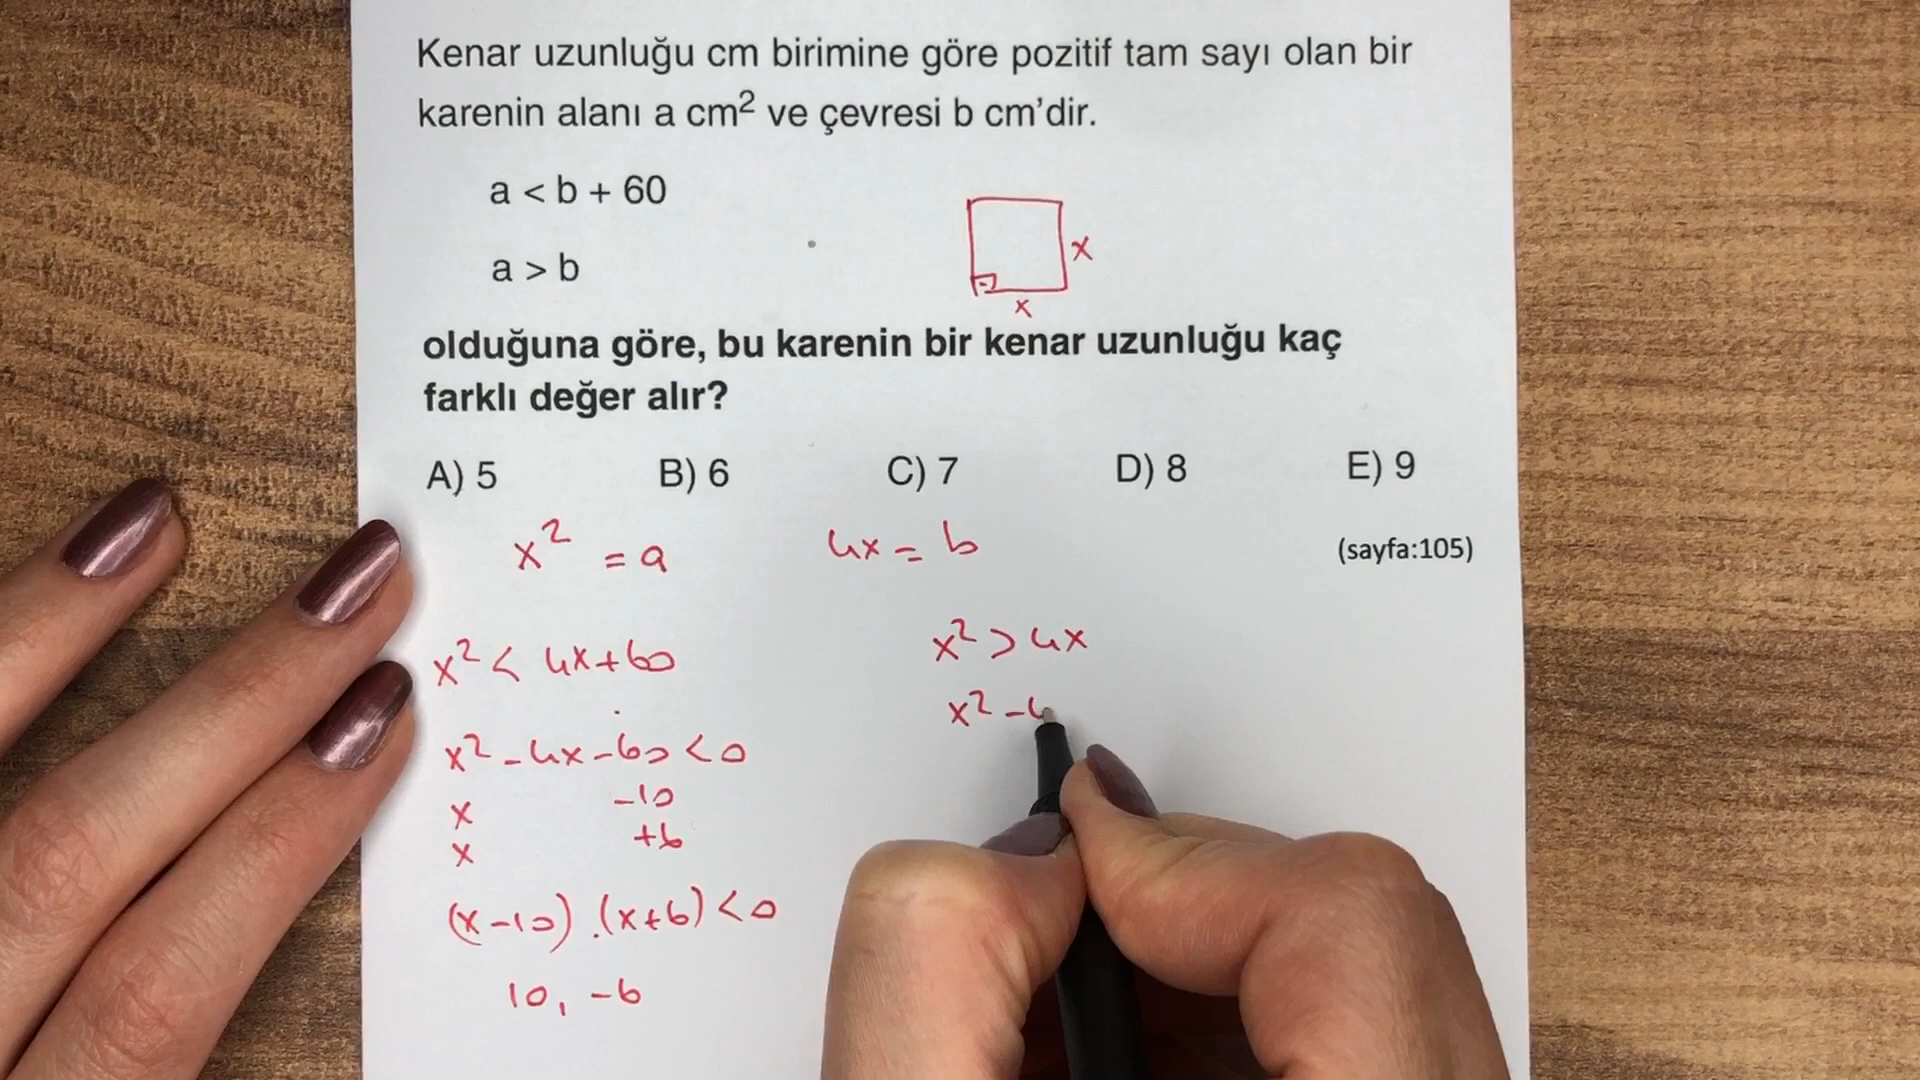 Kenar uzunluğu cm birimine göre pozitif tam sayı olan bir
karenin alanı a cm² ve çevresi b cm'dir.
a < b + 60
a > b
x
x
olduğuna göre, bu karenin bir kenar uzunluğu kaç
farklı değer alır?
A) 5 B) 6 C) 7 D) 8 E) 9
(sayfa:105)
x² = a 4x = b
x² < 4x+60
x² - 4x - 60 < 0
x -10
x +6
(x-10).(x+6) < 0
10, -6
x² > 4x
x² - 4